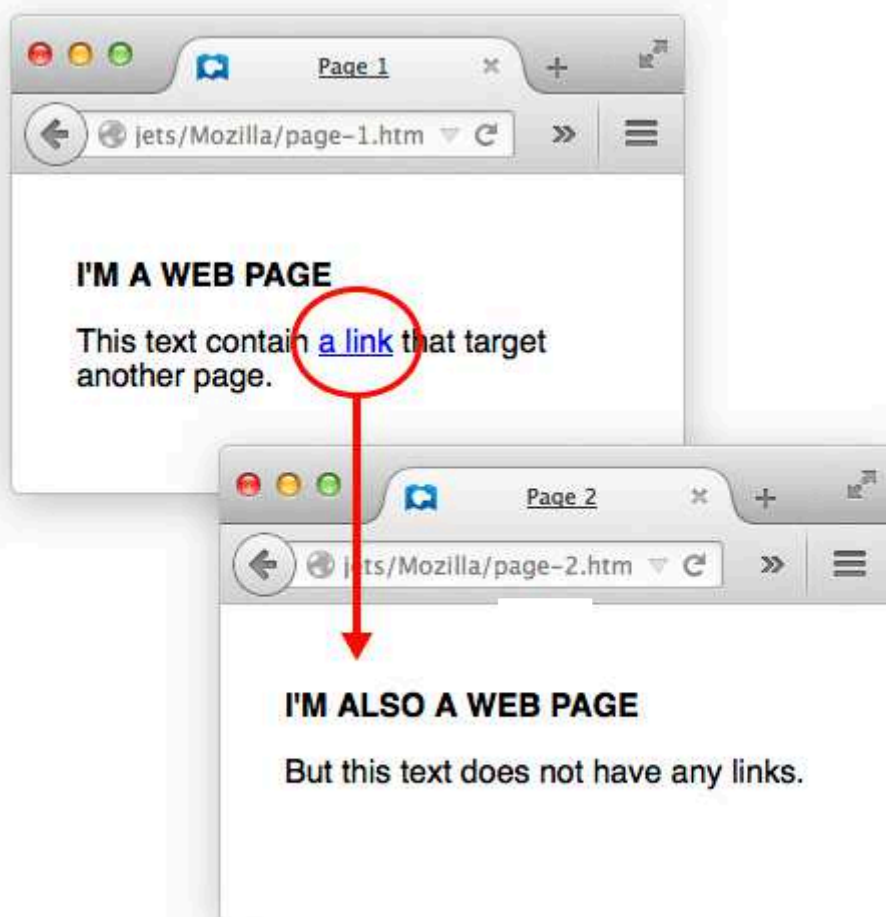 Page 1
jets/Mozilla/page-1.htm
I'M A WEB PAGE
This text contain a link that target
another page.
Page 2
jets/Mozilla/page-2.htm
I'M ALSO A WEB PAGE
But this text does not have any links.